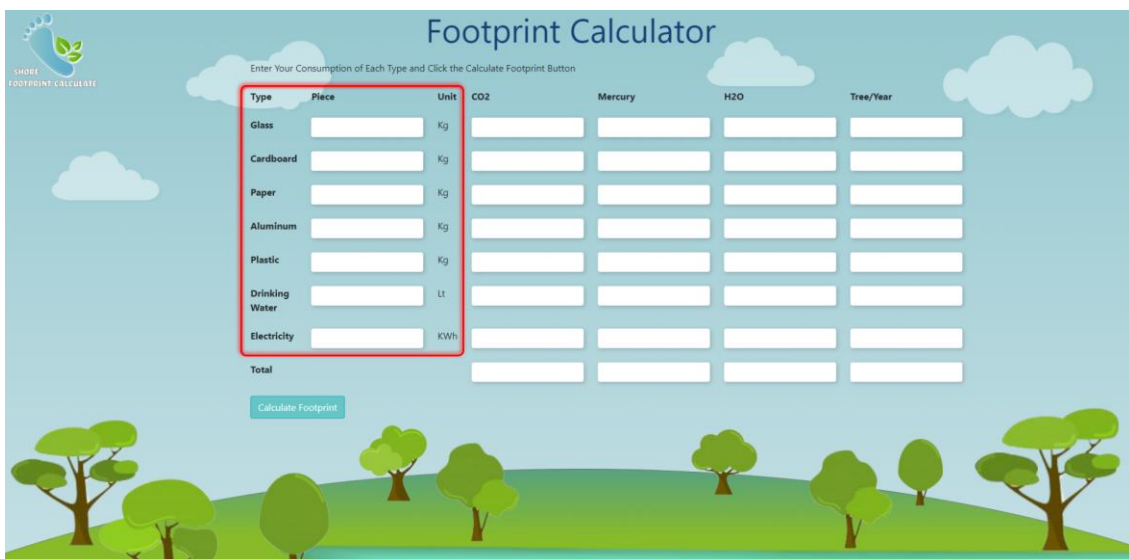 Footprint Calculator
SHORE
FOOTPRINT CALCULATE
Enter Your Consumption of Each Type and Click the Calculate Footprint Button
Type Piece Unit CO2 Mercury H2O Tree/Year
Glass Kg
Cardboard Kg
Paper Kg
Aluminum Kg
Plastic Kg
Drinking Lt
Water
Electricity KWh
Total
Calculate Footprint